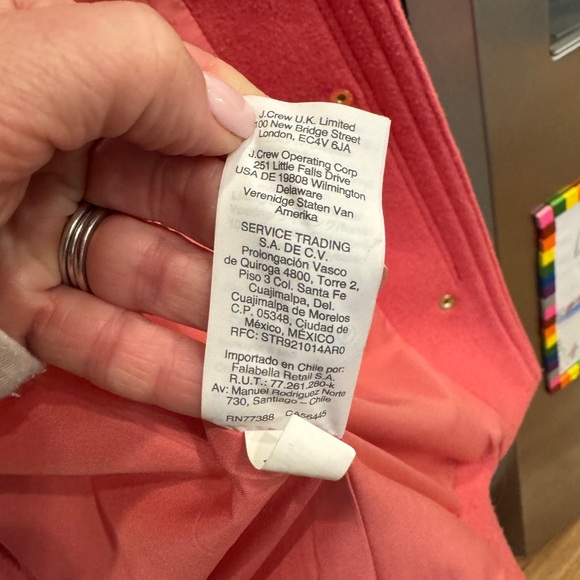 J.Crew U.K. Limited
100 New Bridge Street
London, EC4V 6JA
J.Crew Operating Corp
251 Little Falls Drive
USA DE 19808 Wilmington
Delaware
Verenidge Staten Van
Amerika
SERVICE TRADING
S.A. DE C.V.
Prolongación Vasco
de Quiroga 4800, Torre 2,
Piso 3 Col. Santa Fe
Cuajimalpa, Del.
Cuajimalpa de Morelos
C.P. 05348, Ciudad de
México, MÉXICO
RFC: STR921014AR0
Importado en Chile por:
Falabella Retail S.A.
R.U.T.: 77.261.280-k
Av: Manuel Rodriguez Norte
730, Santiago – Chile
RN77388 CA56445